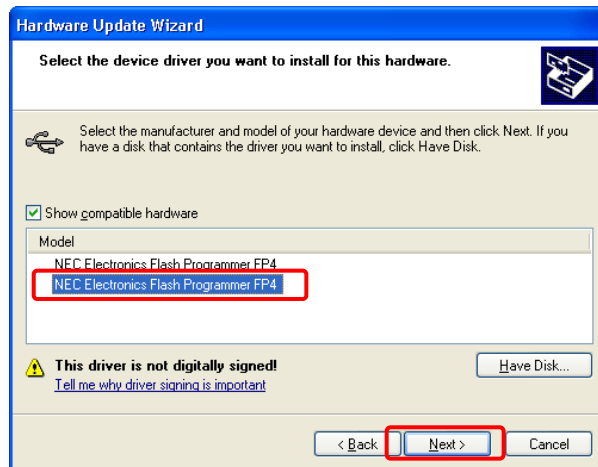 Hardware Update Wizard
Select the device driver you want to install for this hardware.
Select the manufacturer and model of your hardware device and then click Next. If you
have a disk that contains the driver you want to install, click Have Disk.
Show compatible hardware
Model
NEC Electronics Flash Programmer FP4
NEC Electronics Flash Programmer FP4
This driver is not digitally signed!
Have Disk...
Tell me why driver signing is important
< Back
Next >
Cancel